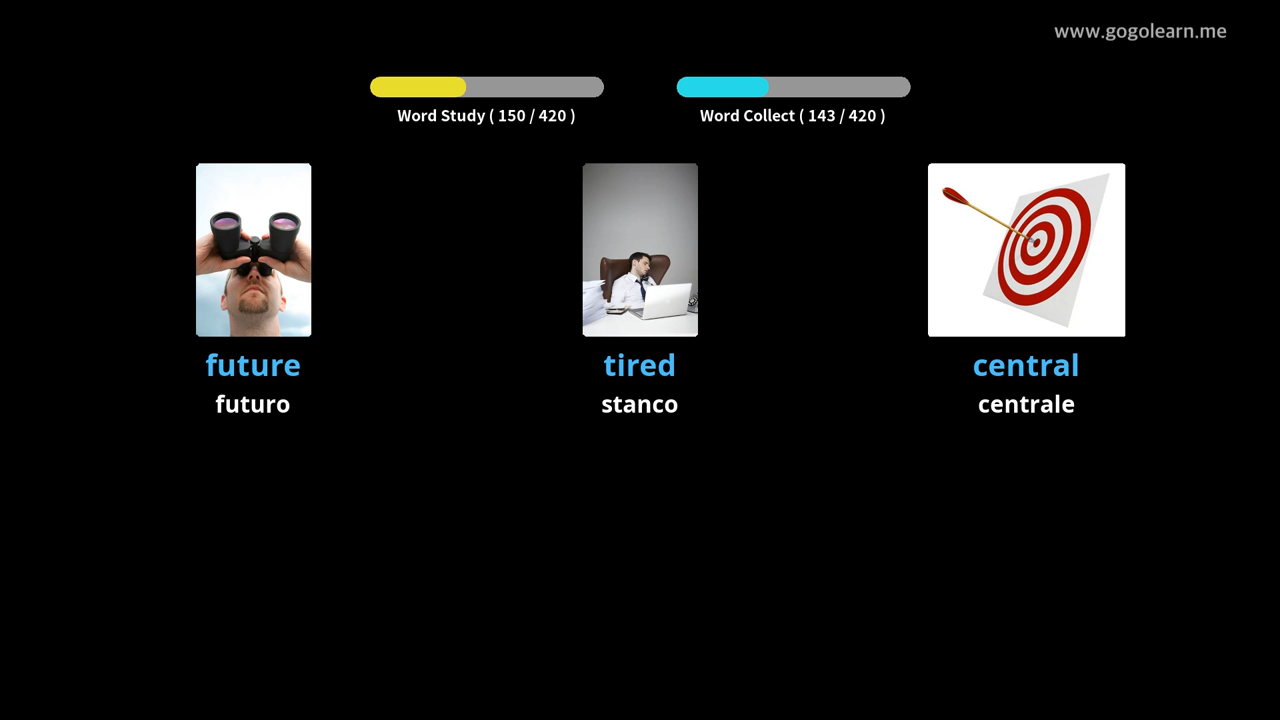 www.gogolearn.me
Word Study ( 150 / 420 )
Word Collect ( 143 / 420 )
future
futuro
tired
stanco
central
centrale